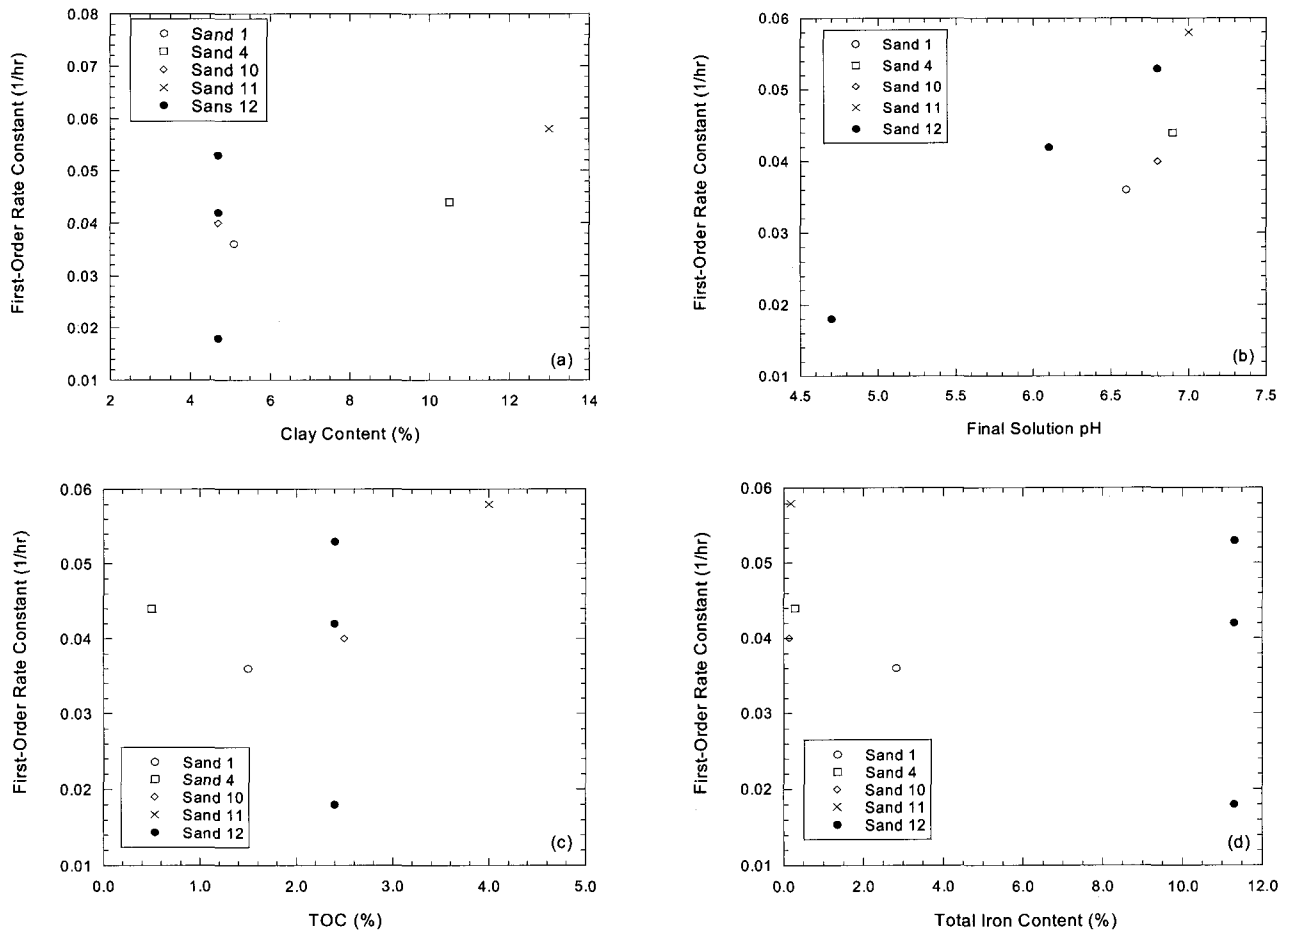 First-Order Rate Constant (1/hr)
0.08
0.07
0.06
0.05
0.04
0.03
0.02
0.01
Sand 1
Sand 4
Sand 10
Sand 11
Sans 12
(a)
2 4 6 8 10 12 14
Clay Content (%)
First-Order Rate Constant (1/hr)
0.06
0.05
0.04
0.03
0.02
0.01
Sand 1
Sand 4
Sand 10
Sand 11
Sand 12
(b)
4.5 5.0 5.5 6.0 6.5 7.0 7.5
Final Solution pH
First-Order Rate Constant (1/hr)
0.06
0.05
0.04
0.03
0.02
0.01
Sand 1
Sand 4
Sand 10
Sand 11
Sand 12
(c)
0.0 1.0 2.0 3.0 4.0 5.0
TOC (%)
First-Order Rate Constant (1/hr)
0.06
0.05
0.04
0.03
0.02
0.01
Sand 1
Sand 4
Sand 10
Sand 11
Sand 12
(d)
0.0 2.0 4.0 6.0 8.0 10.0 12.0
Total Iron Content (%)